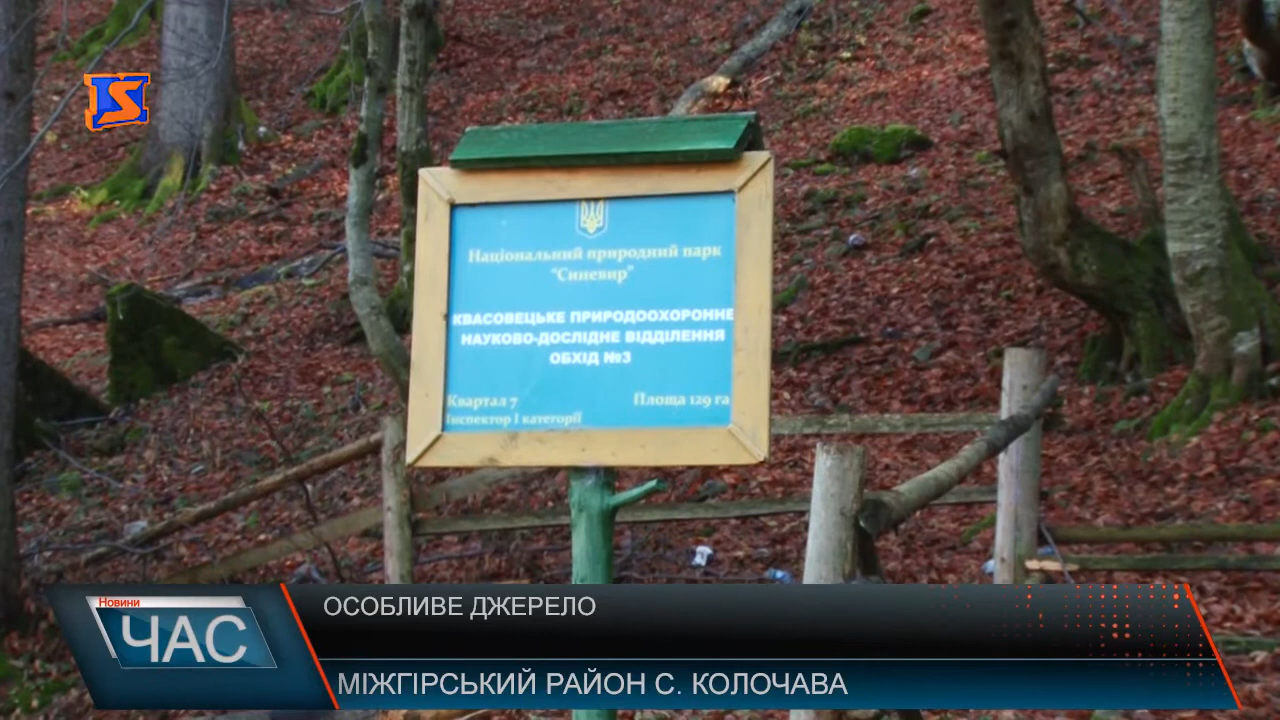 Національний природний парк
“Синевир”
КВАСОВЕЦЬКЕ ПРИРОДООХОРОННЕ
НАУКОВО-ДОСЛІДНЕ ВІДДІЛЕННЯ
ОБХІД №3
Квартал 7 Площа 129 га
Інспектор І категорії
Новини
ЧАС
ОСОБЛИВЕ ДЖЕРЕЛО
МІЖГІРСЬКИЙ РАЙОН С. КОЛОЧАВА